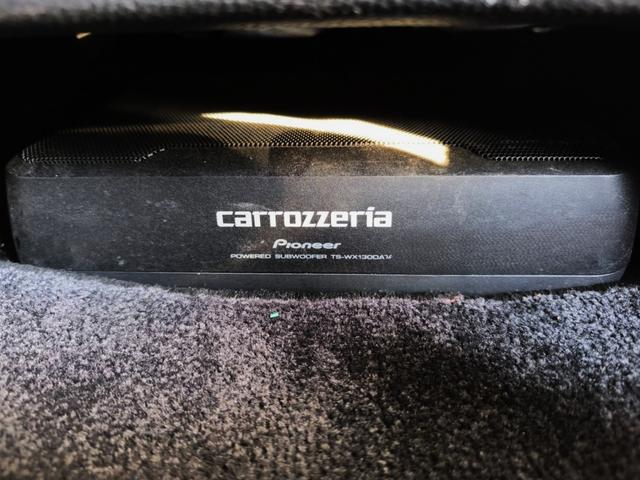 carrozzeria
Pioneer
POWERED SUBWOOFER TS-WX130DA